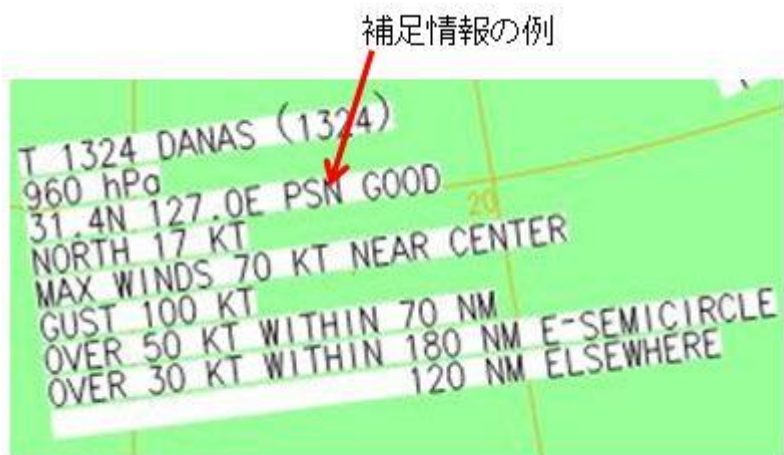 補足情報の例
T 1324 DANAS (1324)
960 hPa
31.4N 127.0E PSN GOOD
NORTH 17 KT
MAX WINDS 70 KT NEAR CENTER
GUST 100 KT
OVER 50 KT WITHIN 70 NM
OVER 30 KT WITHIN 180 NM E-SEMICIRCLE
120 NM ELSEWHERE
20